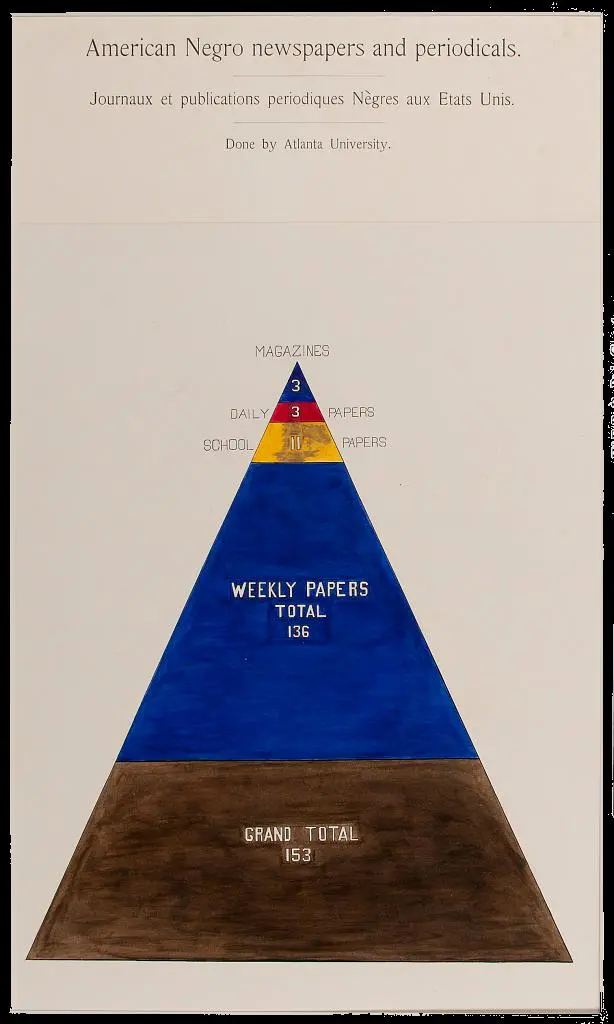 American Negro newspapers and periodicals.
Journaux et publications periodiques Nègres aux Etats Unis.
Done by Atlanta University.
MAGAZINES
3
DAILY 3 PAPERS
SCHOOL 11 PAPERS
WEEKLY PAPERS
TOTAL
136
GRAND TOTAL
153